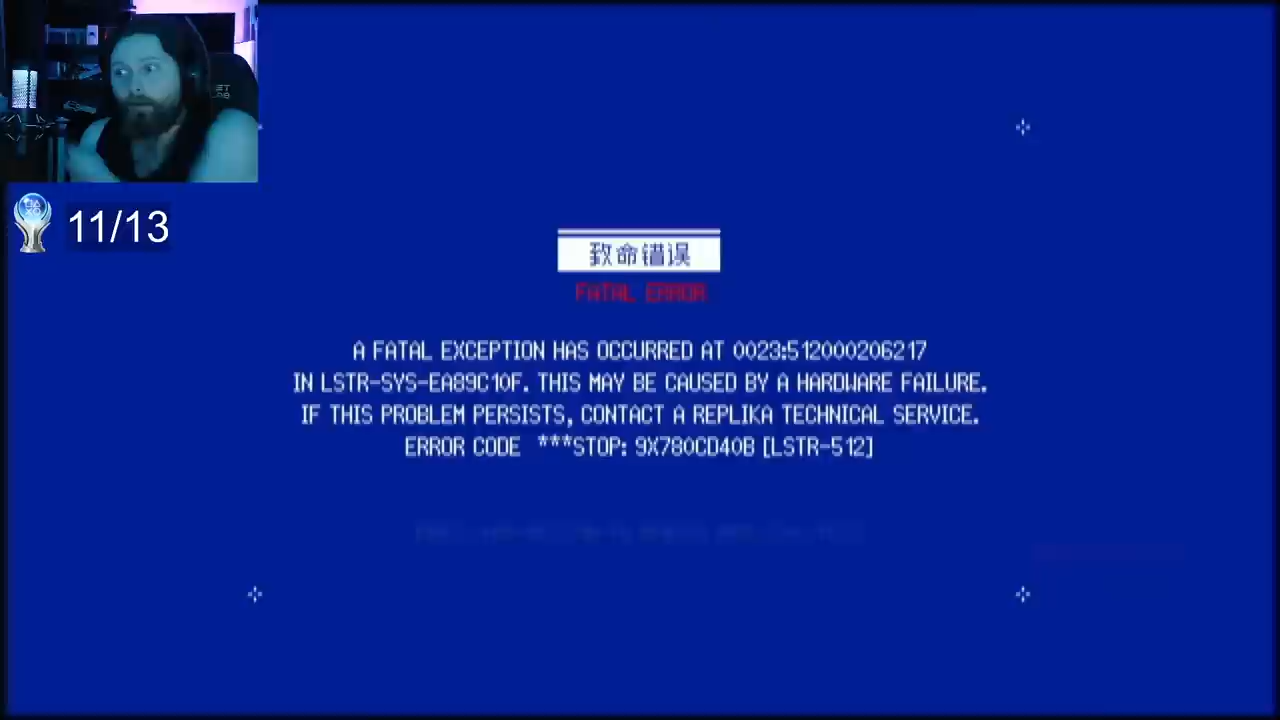 11/13
致命错误
FATAL ERROR
A FATAL EXCEPTION HAS OCCURRED AT 0023:512000206217
IN LSTR-SYS-EA89C10F. THIS MAY BE CAUSED BY A HARDWARE FAILURE.
IF THIS PROBLEM PERSISTS, CONTACT A REPLIKA TECHNICAL SERVICE.
ERROR CODE ***STOP: 9X780CD40B [LSTR-512]